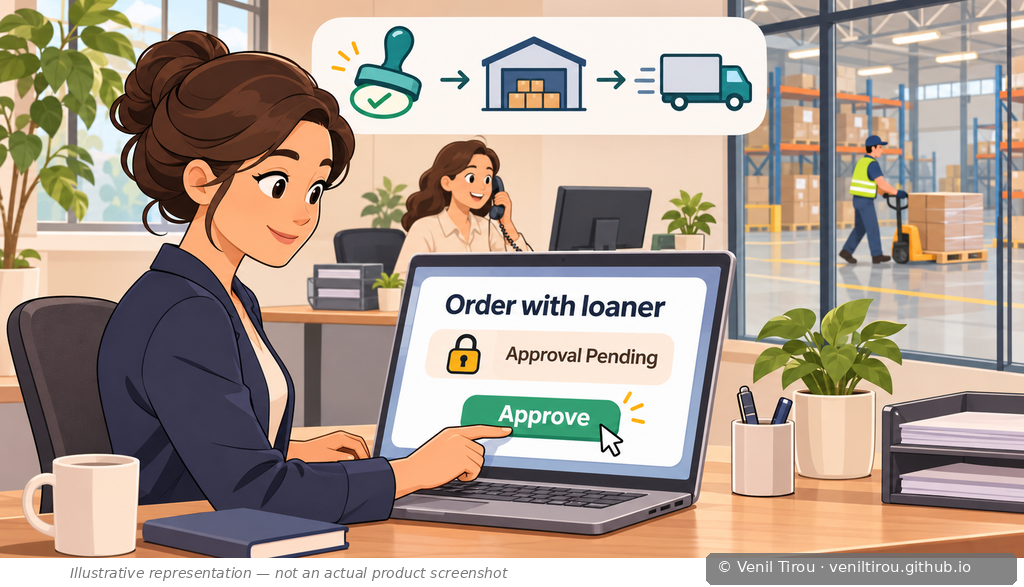 Order with loaner
Approval Pending
Approve
Illustrative representation — not an actual product screenshot
© Venil Tirou · veniltirou.github.io